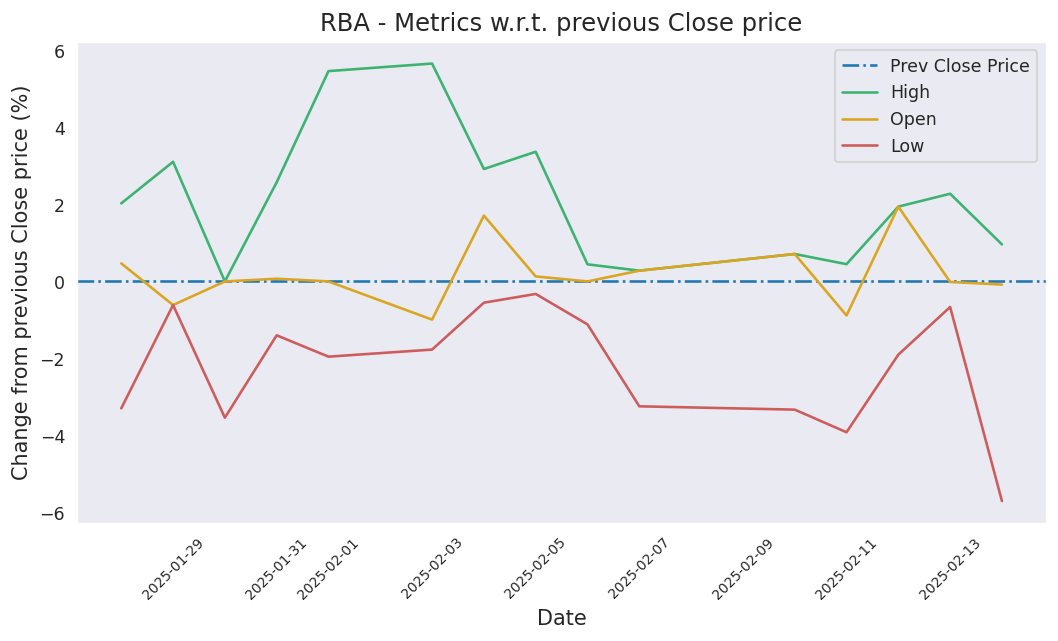 RBA - Metrics w.r.t. previous Close price
Change from previous Close price (%)
6
4
2
0
−2
−4
−6
Prev Close Price
High
Open
Low
2025-01-29
2025-01-31
2025-02-01
2025-02-03
2025-02-05
2025-02-07
2025-02-09
2025-02-11
2025-02-13
Date